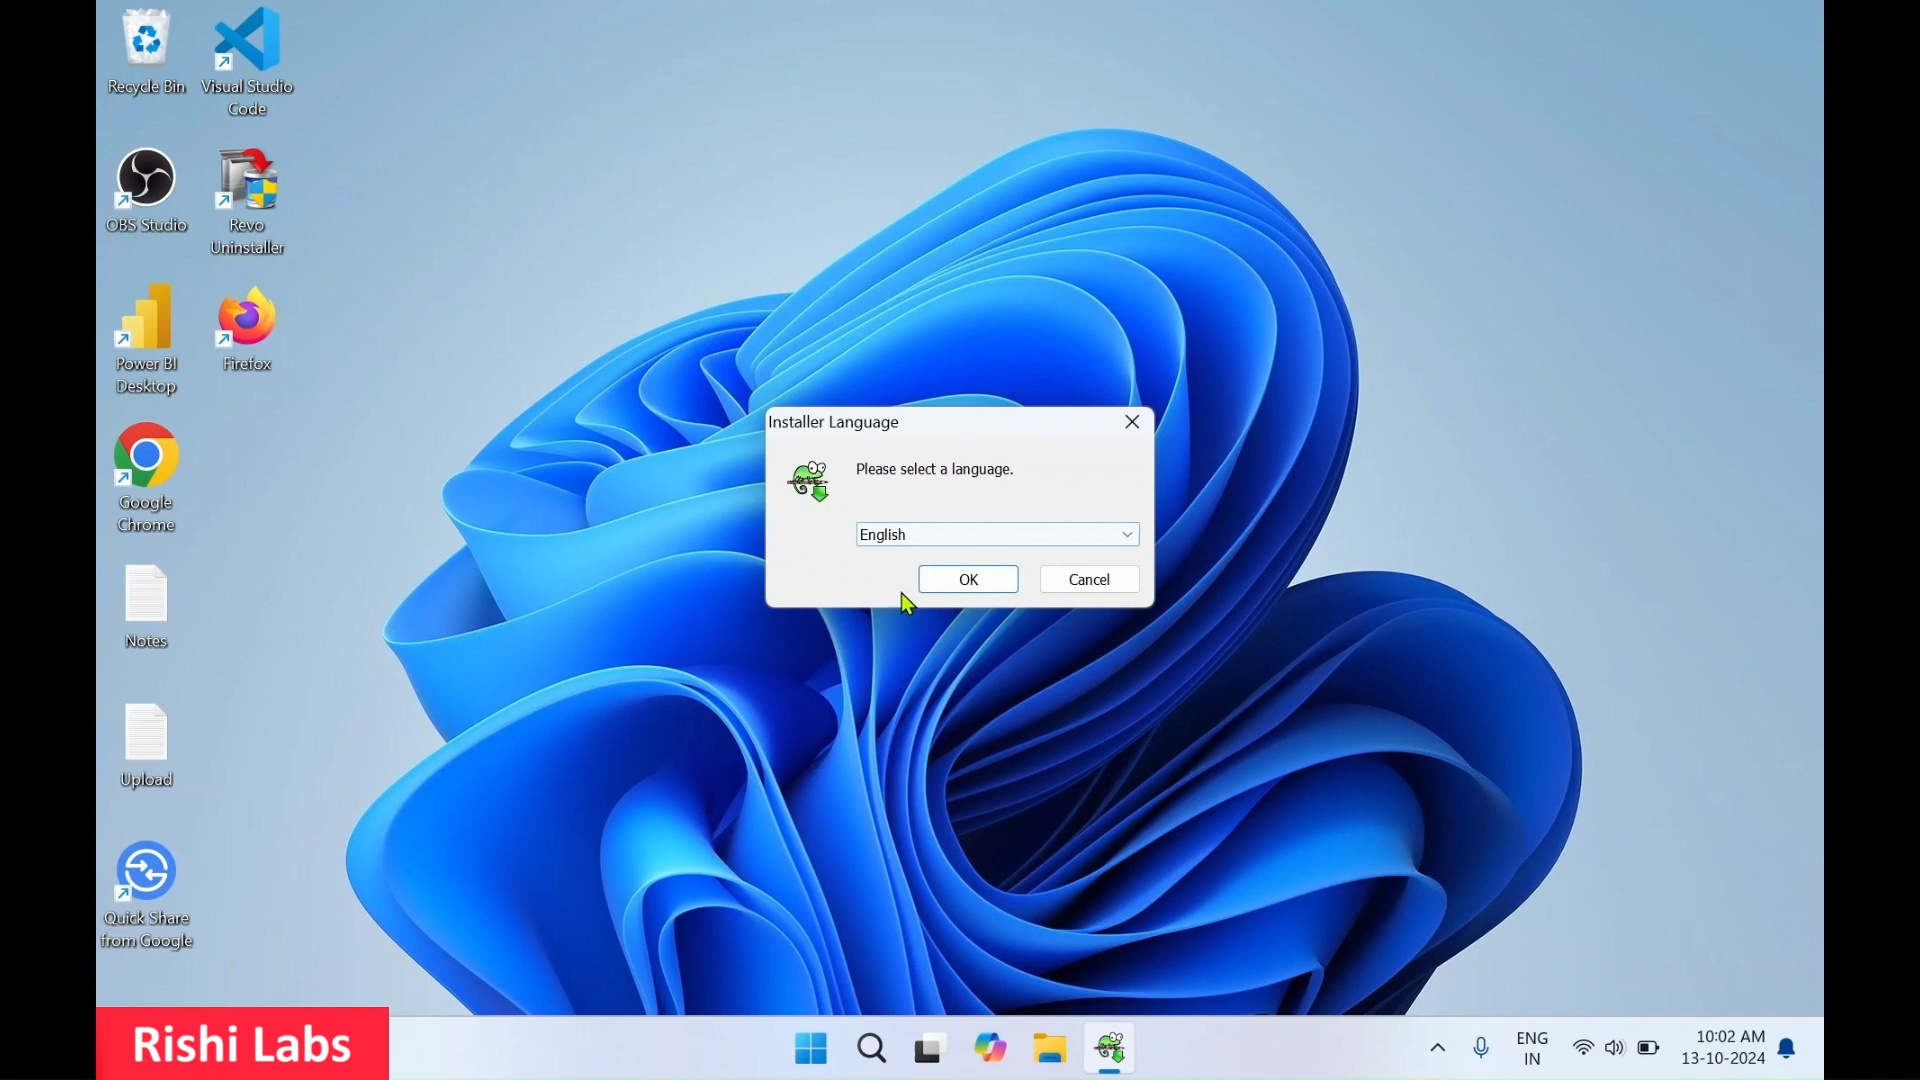 Recycle Bin
Visual Studio
Code
OBS Studio
Revo
Uninstaller
Power BI
Desktop
Firefox
Google
Chrome
Notes
Upload
Quick Share
from Google
Installer Language
Please select a language.
English
OK
Cancel
Rishi Labs
ENG
IN
10:02 AM
13-10-2024